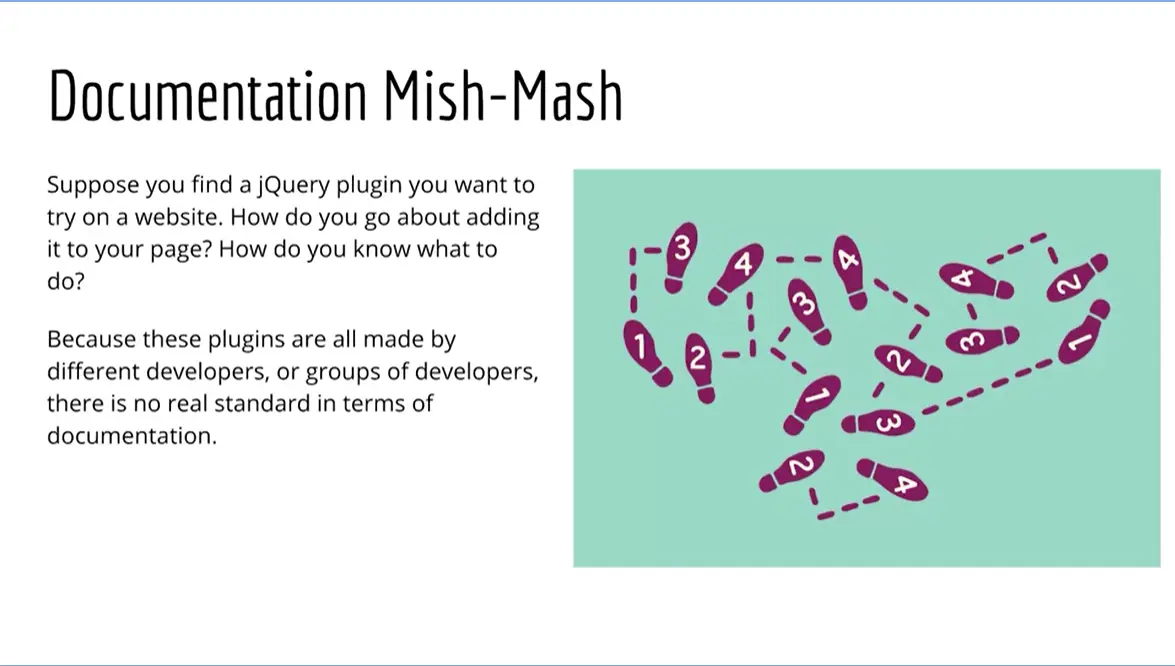 Documentation Mish-Mash
Suppose you find a jQuery plugin you want to
try on a website. How do you go about adding
it to your page? How do you know what to
do?
Because these plugins are all made by
different developers, or groups of developers,
there is no real standard in terms of
documentation.
3
4
4
3
4
2
1
2
2
3
1
1
3
2
4